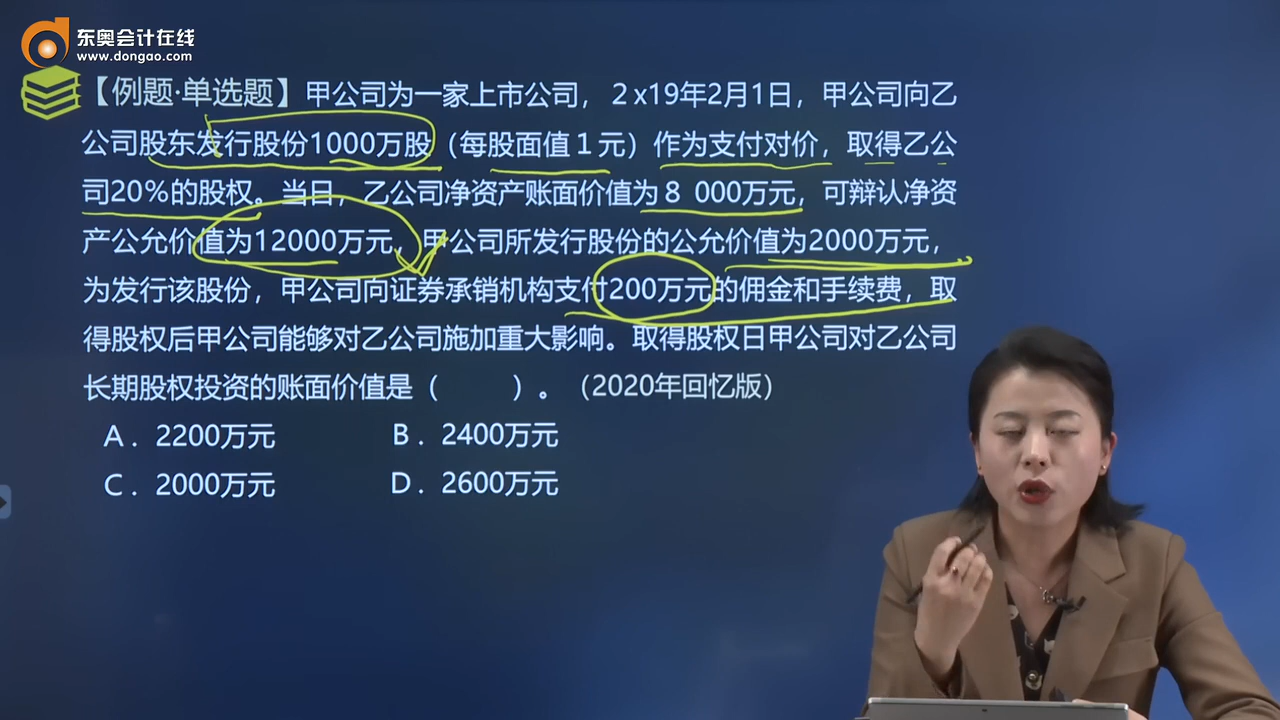 东奥会计在线
www.dongao.com
【例题·单选题】甲公司为一家上市公司，2x19年2月1日，甲公司向乙
公司股东发行股份1000万股（每股面值1元）作为支付对价，取得乙公
司20%的股权。当日，乙公司净资产账面价值为8 000万元，可辩认净资
产公允价值为12000万元，甲公司所发行股份的公允价值为2000万元，
为发行该股份，甲公司向证券承销机构支付200万元的佣金和手续费，取
得股权后甲公司能够对乙公司施加重大影响。取得股权日甲公司对乙公司
长期股权投资的账面价值是（ ）。（2020年回忆版）
A．2200万元 B．2400万元
C．2000万元 D．2600万元